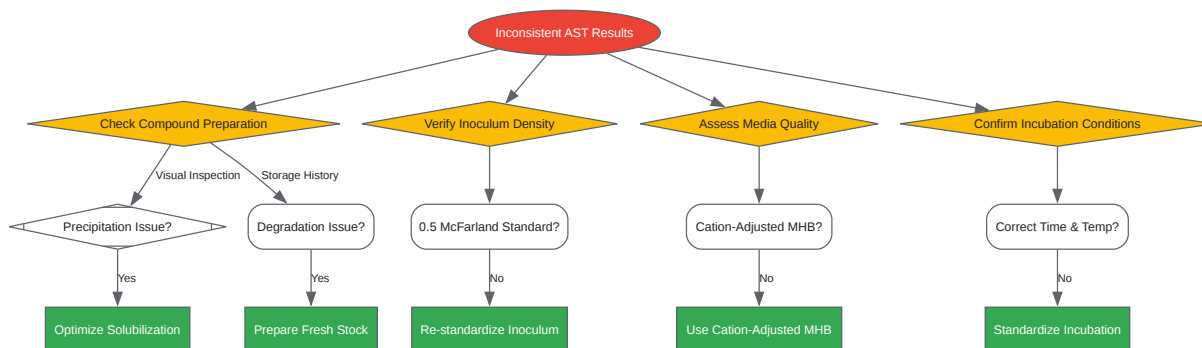 Inconsistent AST Results
Check Compound Preparation
Verify Inoculum Density
Assess Media Quality
Confirm Incubation Conditions
Visual Inspection
Storage History
Precipitation Issue?
Degradation Issue?
0.5 McFarland Standard?
Cation-Adjusted MHB?
Correct Time & Temp?
Yes
Yes
No
No
No
Optimize Solubilization
Prepare Fresh Stock
Re-standardize Inoculum
Use Cation-Adjusted MHB
Standardize Incubation